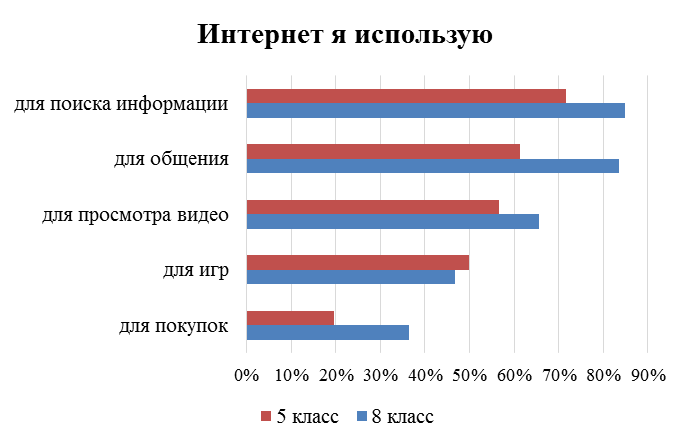 Интернет я использую
для поиска информации
для общения
для просмотра видео
для игр
для покупок
0% 10% 20% 30% 40% 50% 60% 70% 80% 90%
5 класс 8 класс